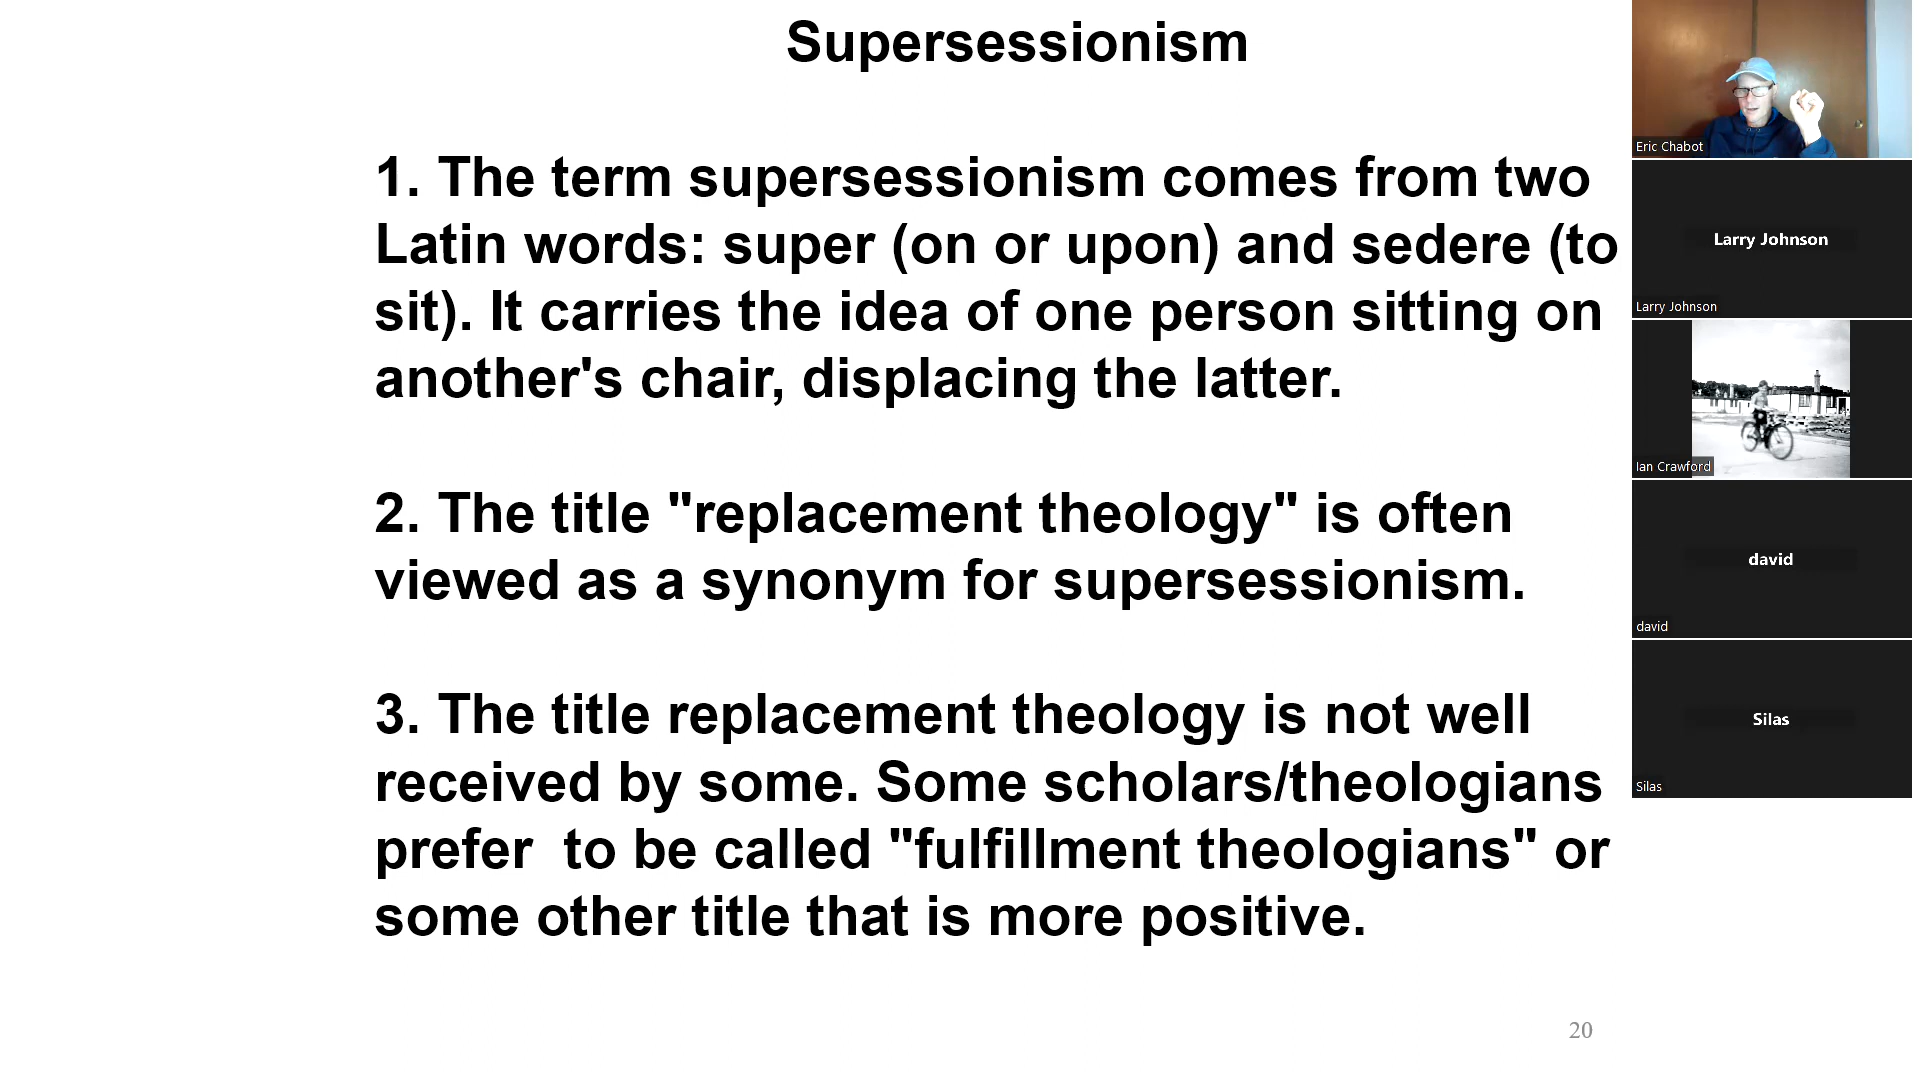 Supersessionism
1. The term supersessionism comes from two
Latin words: super (on or upon) and sedere (to
sit). It carries the idea of one person sitting on
another's chair, displacing the latter.
2. The title "replacement theology" is often
viewed as a synonym for supersessionism.
3. The title replacement theology is not well
received by some. Some scholars/theologians
prefer  to be called "fulfillment theologians" or
some other title that is more positive.
20
Eric Chabot
Larry Johnson
Larry Johnson
Ian Crawford
david
david
Silas
Silas